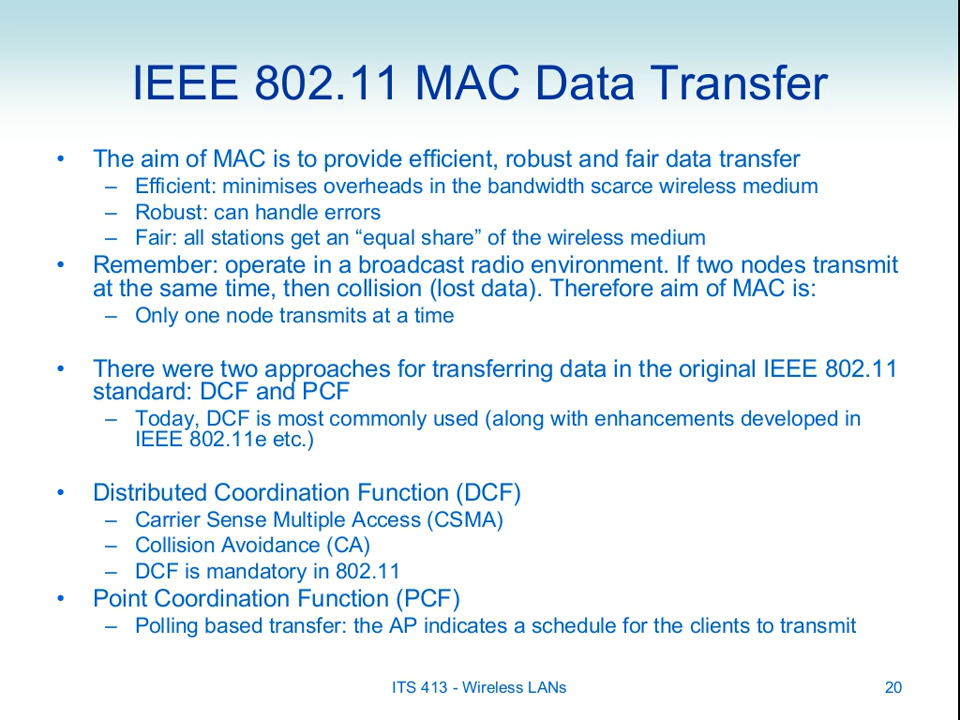 IEEE 802.11 MAC Data Transfer
• The aim of MAC is to provide efficient, robust and fair data transfer
– Efficient: minimises overheads in the bandwidth scarce wireless medium
– Robust: can handle errors
– Fair: all stations get an “equal share” of the wireless medium
• Remember: operate in a broadcast radio environment. If two nodes transmit
at the same time, then collision (lost data). Therefore aim of MAC is:
– Only one node transmits at a time
• There were two approaches for transferring data in the original IEEE 802.11
standard: DCF and PCF
– Today, DCF is most commonly used (along with enhancements developed in
IEEE 802.11e etc.)
• Distributed Coordination Function (DCF)
– Carrier Sense Multiple Access (CSMA)
– Collision Avoidance (CA)
– DCF is mandatory in 802.11
• Point Coordination Function (PCF)
– Polling based transfer: the AP indicates a schedule for the clients to transmit
ITS 413 - Wireless LANs
20